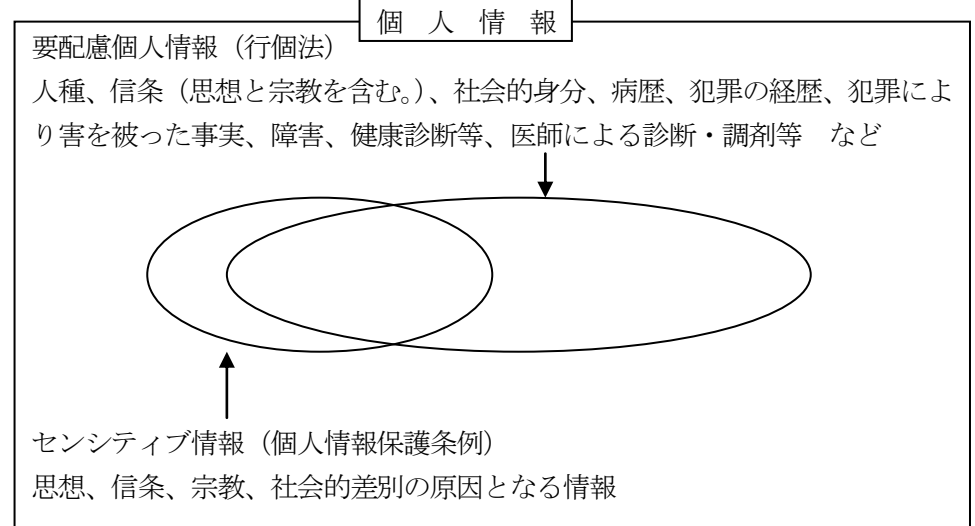 個 人 情 報
要配慮個人情報（行個法）
人種、信条（思想と宗教を含む。）、社会的身分、病歴、犯罪の経歴、犯罪によ
り害を被った事実、障害、健康診断等、医師による診断・調剤等　など
センシティブ情報（個人情報保護条例）
思想、信条、宗教、社会的差別の原因となる情報